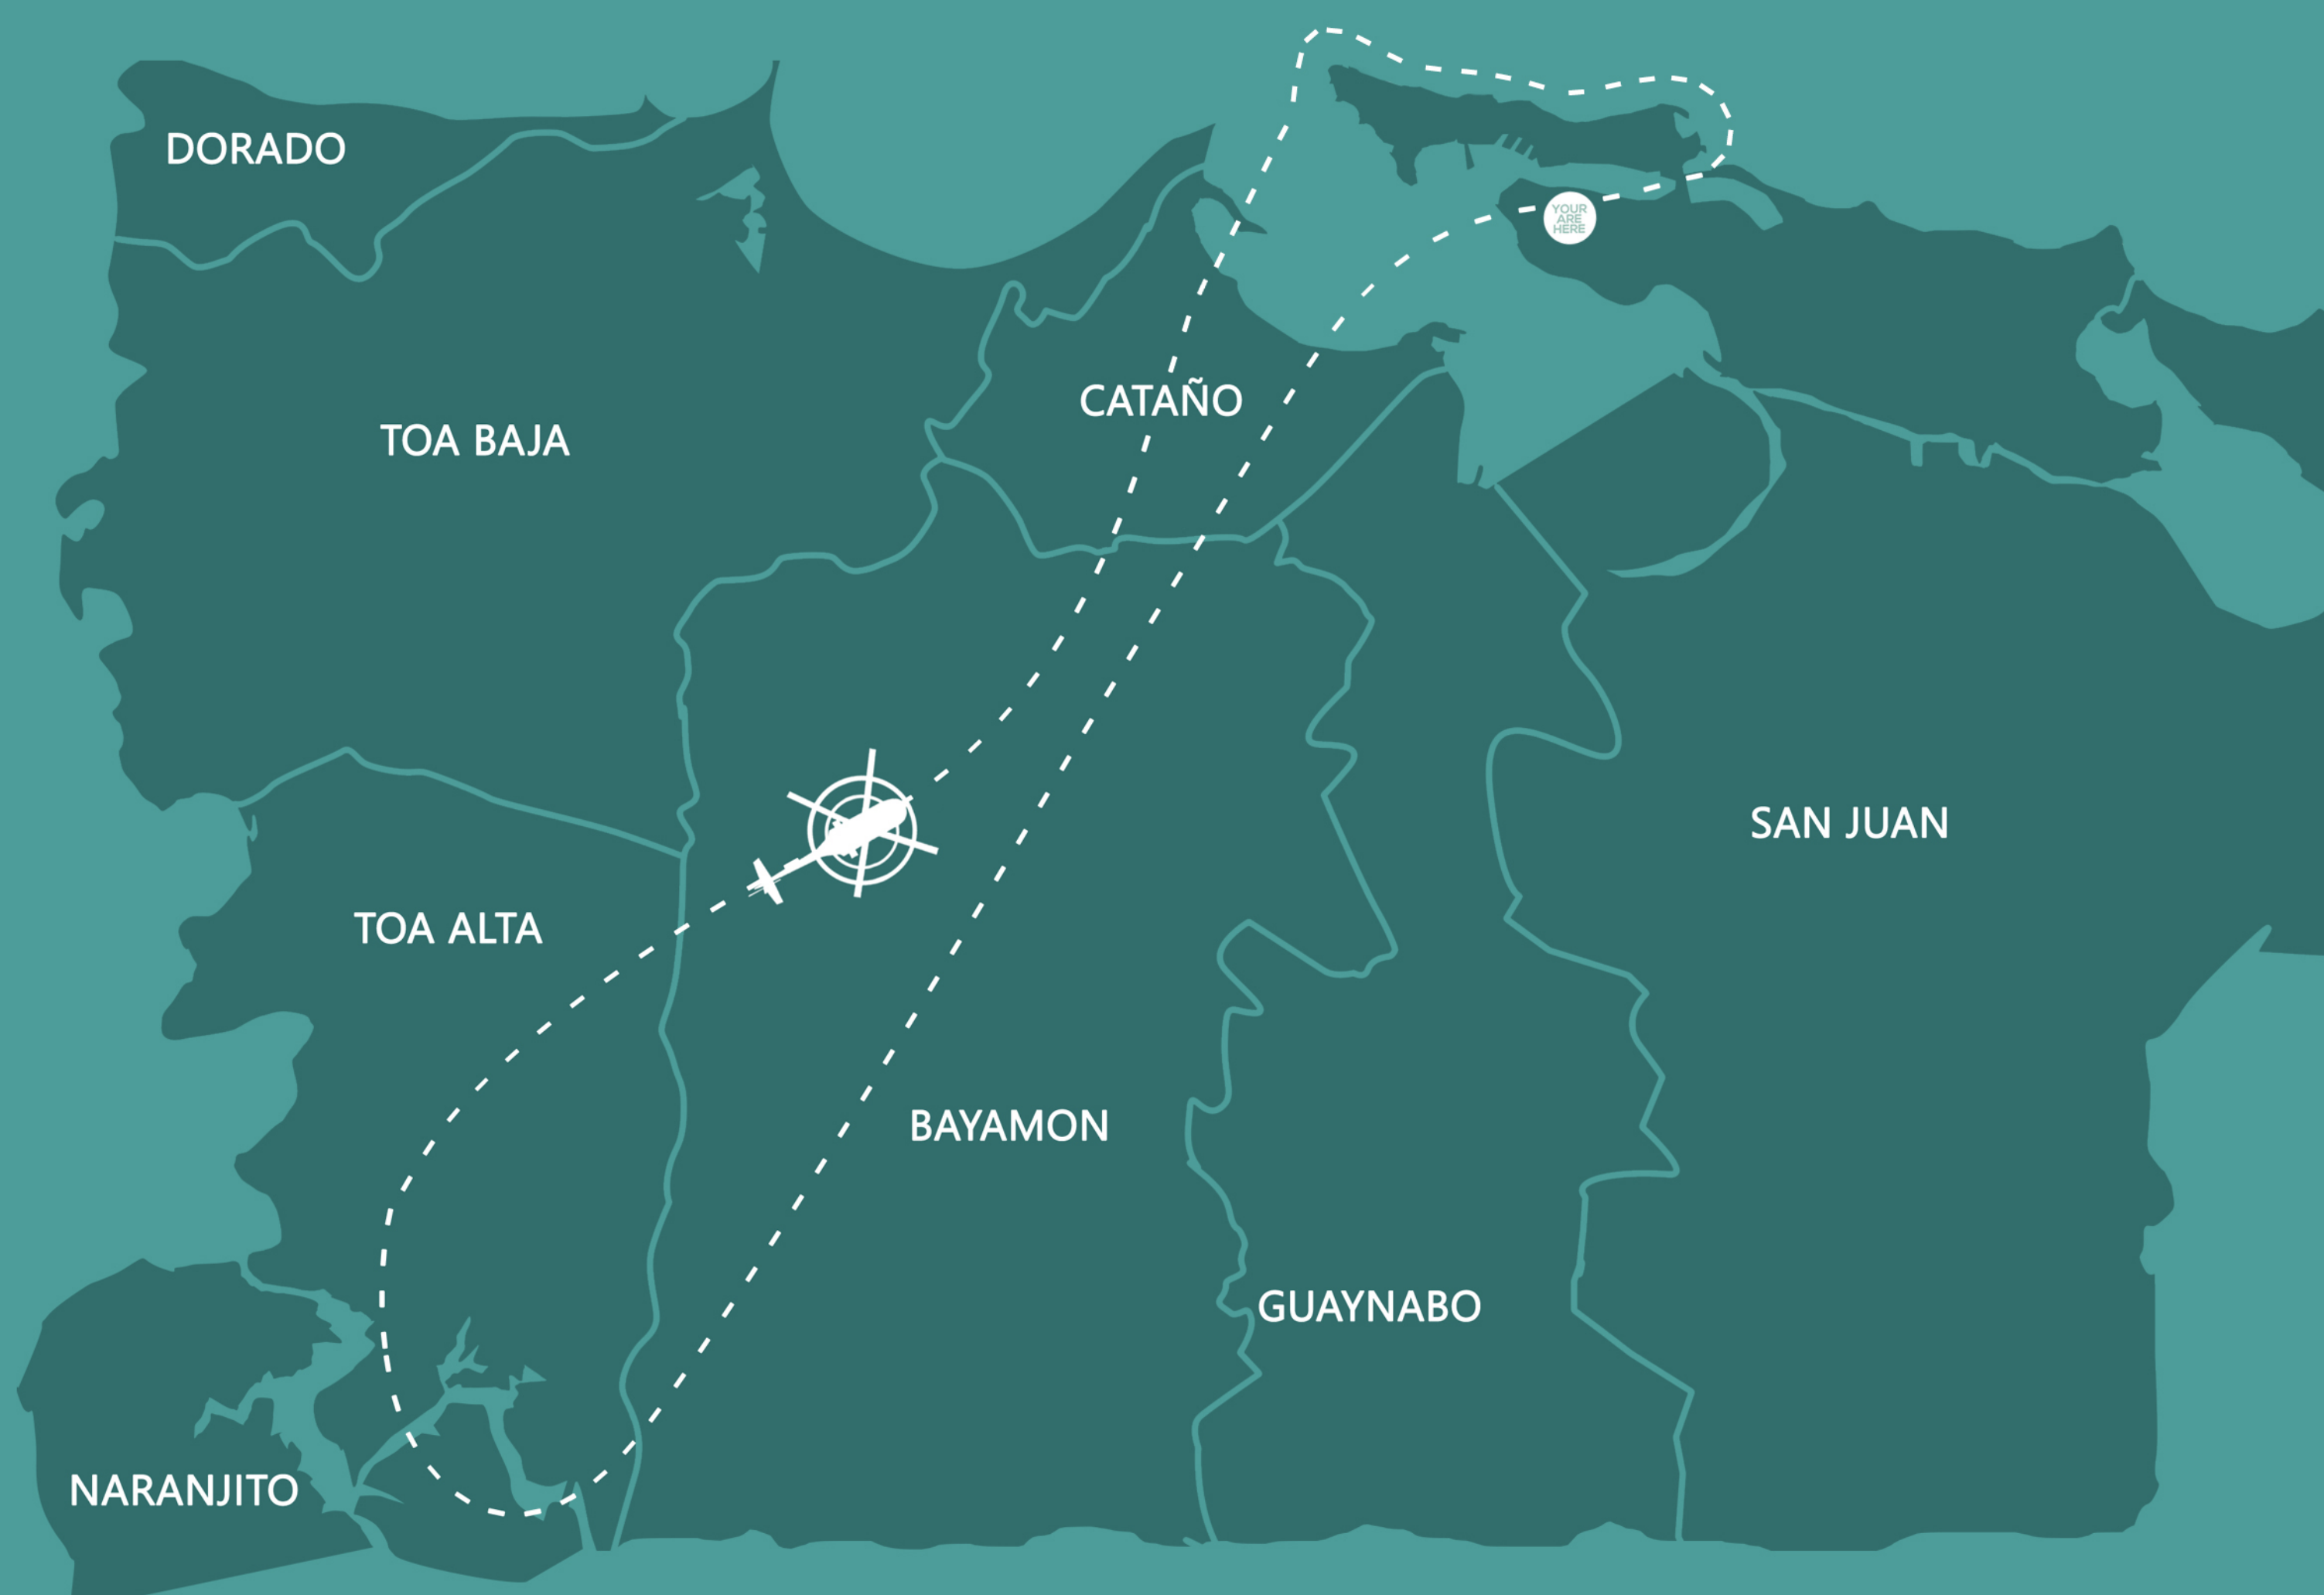 DORADO
YOUR
ARE
HERE
CATAÑO
TOA BAJA
SAN JUAN
TOA ALTA
BAYAMON
GUAYNABO
NARANJITO